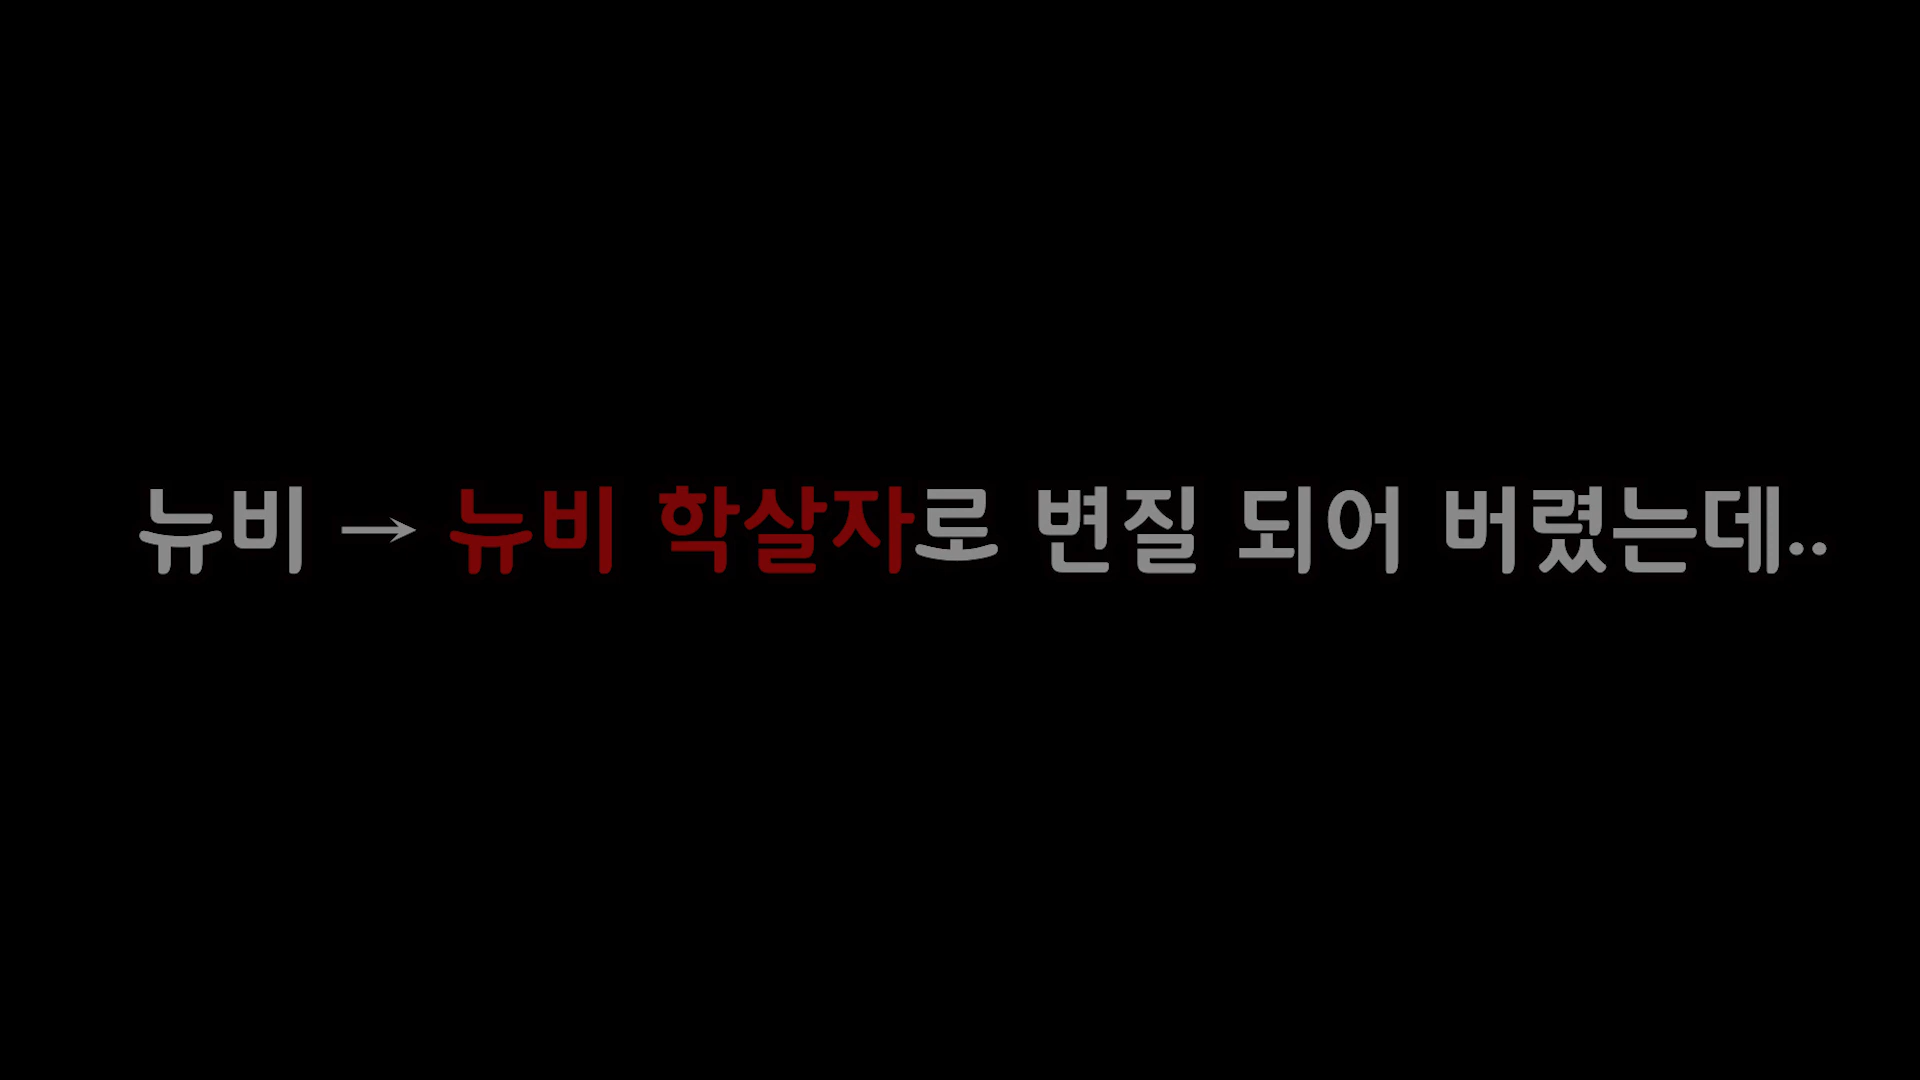 뉴비 → 뉴비 학살자로 변질 되어 버렸는데..